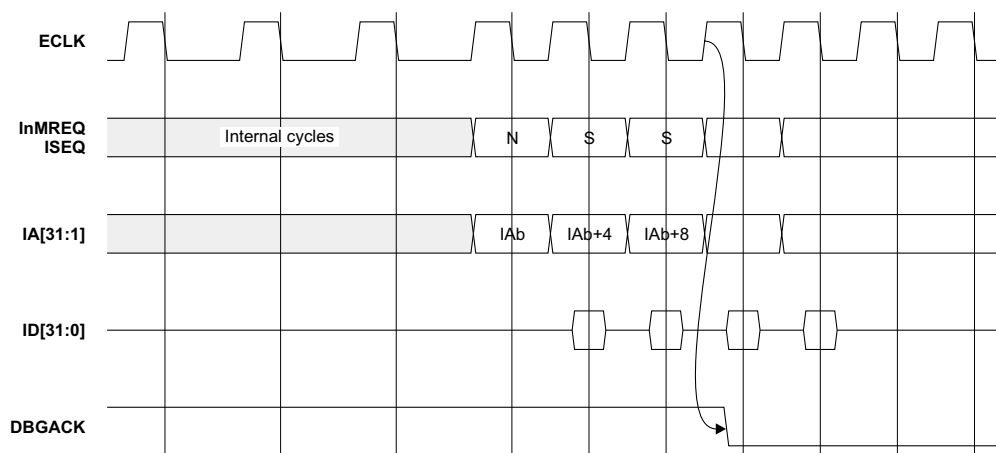 ECLK
InMREQ
ISEQ
Internal cycles
N
S
S
IA[31:1]
IAb
IAb+4
IAb+8
ID[31:0]
DBGACK